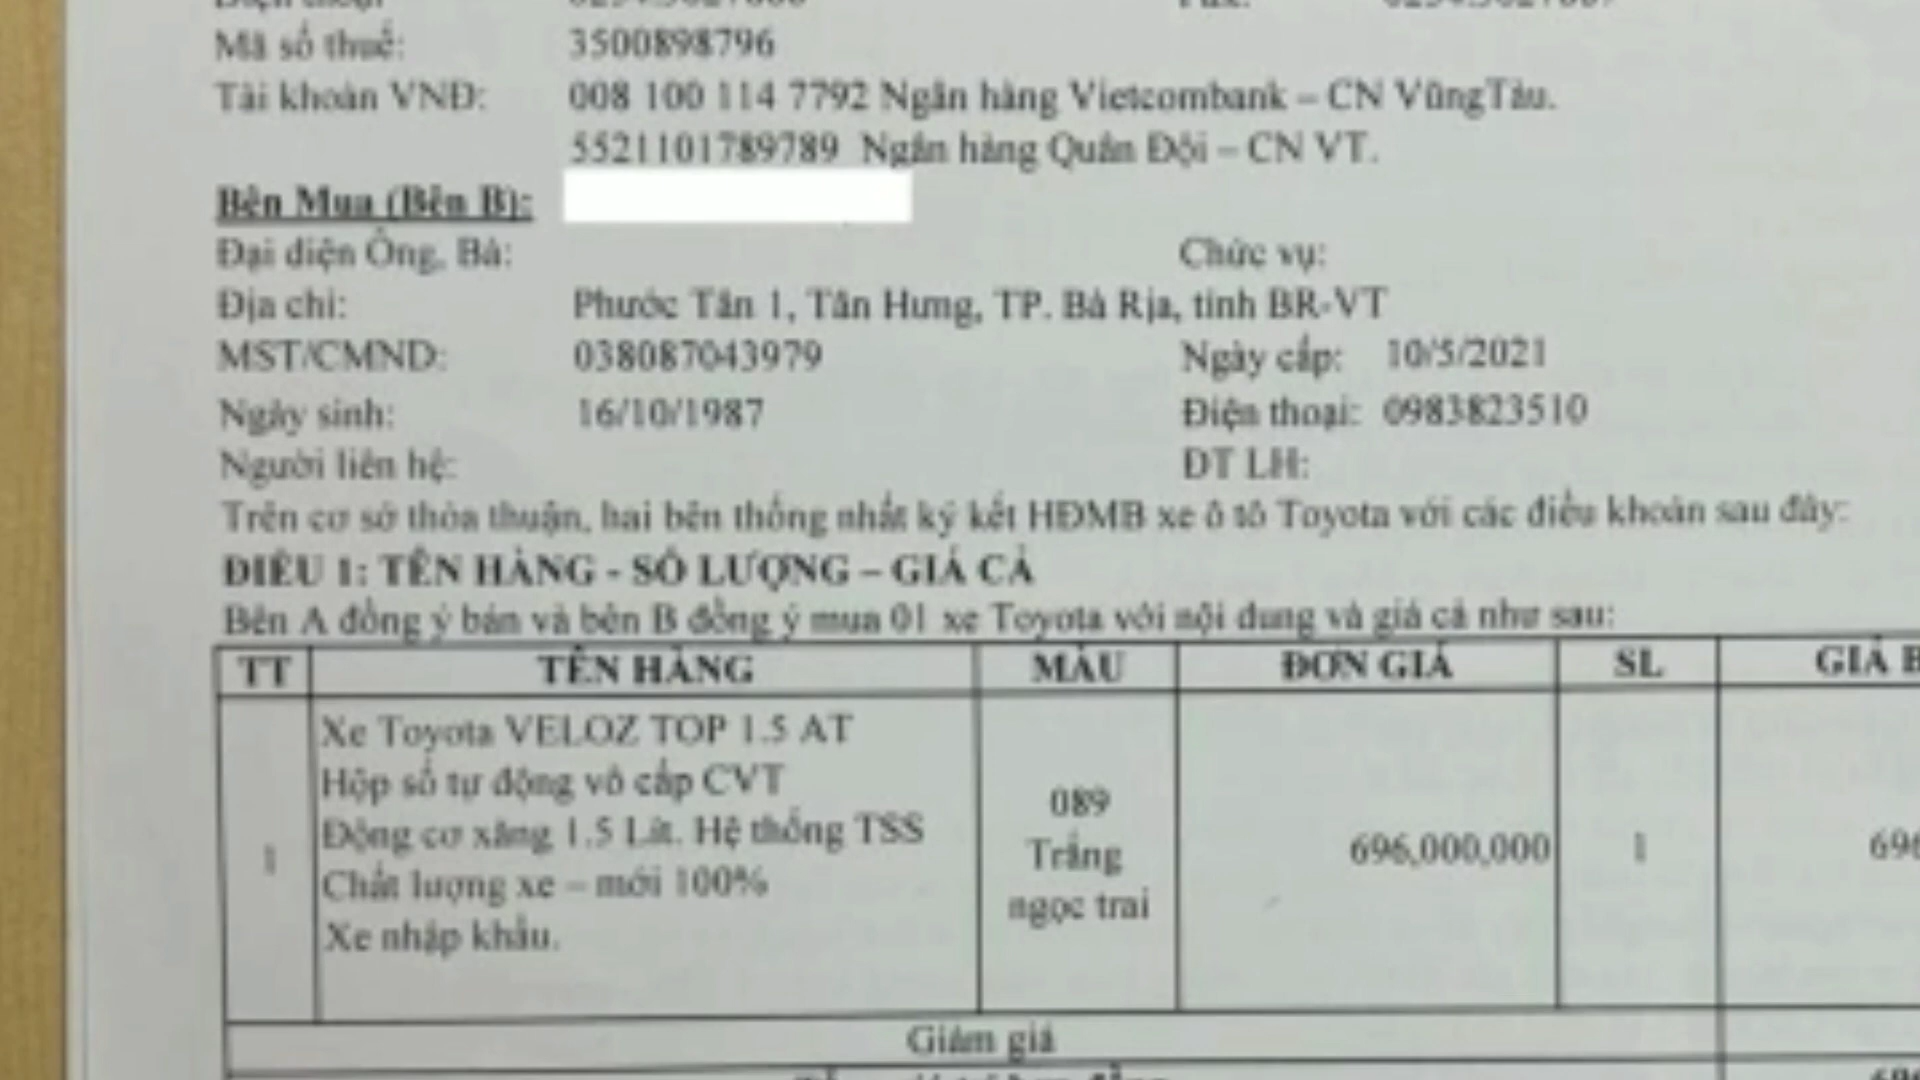 Mã số thuế: 3500898796
Tài khoản VNĐ: 008 100 114 7792 Ngân hàng Vietcombank – CN VũngTàu.
5521101789789 Ngân hàng Quân Đội – CN VT.
Bên Mua (Bên B):
Đại diện Ông, Bà: Chức vụ:
Địa chỉ: Phước Tân 1, Tân Hưng, TP. Bà Rịa, tỉnh BR-VT
MST/CMND: 038087043979 Ngày cấp: 10/5/2021
Ngày sinh: 16/10/1987 Điện thoại: 0983823510
Người liên hệ: ĐT LH:
Trên cơ sở thỏa thuận, hai bên thống nhất ký kết HĐMB xe ô tô Toyota với các điều khoản sau đây:
ĐIỀU 1: TÊN HÀNG - SỐ LƯỢNG – GIÁ CẢ
Bên A đồng ý bán và bên B đồng ý mua 01 xe Toyota với nội dung và giá cả như sau:
TT TÊN HÀNG MÀU ĐƠN GIÁ SL GIÁ
Xe Toyota VELOZ TOP 1.5 AT
Hộp số tự động vô cấp CVT
Động cơ xăng 1.5 Lít. Hệ thống TSS
Chất lượng xe – mới 100%
Xe nhập khẩu.
1
089
Trắng
ngọc trai
696,000,000
1
696
Giảm giá